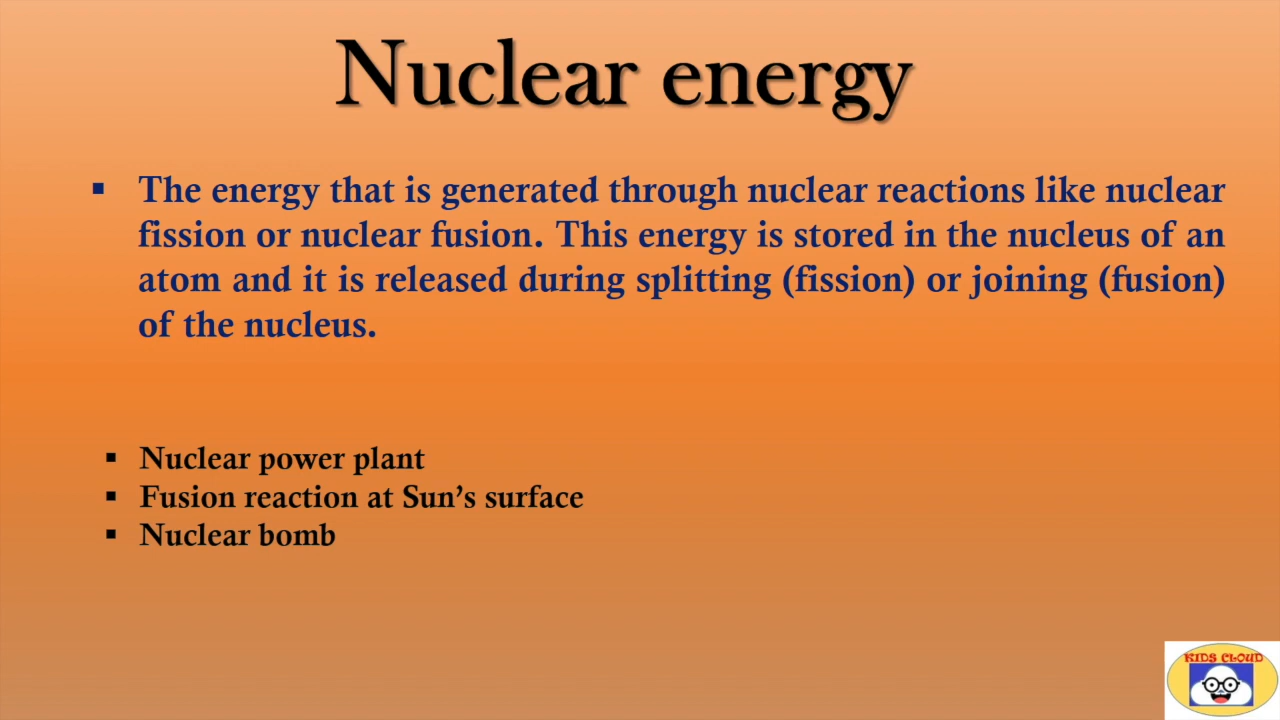 Nuclear energy
▪ The energy that is generated through nuclear reactions like nuclear
fission or nuclear fusion. This energy is stored in the nucleus of an
atom and it is released during splitting (fission) or joining (fusion)
of the nucleus.
▪ Nuclear power plant
▪ Fusion reaction at Sun’s surface
▪ Nuclear bomb
KIDS CLOUD